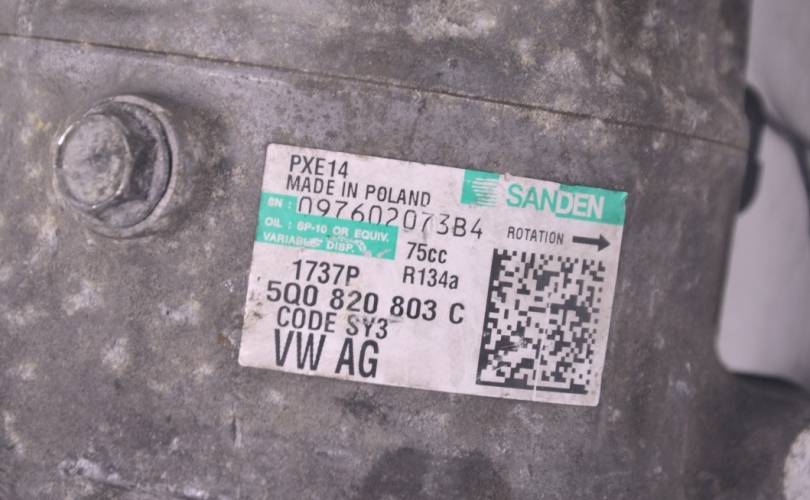 PXE14
MADE IN POLAND
SANDEN
SN : 097602073B4
OIL : SP-10 OR EQUIV. 75cc
VARIABLE DISP. R134a
ROTATION
1737P
5Q0 820 803 C
CODE SY3
VW AG